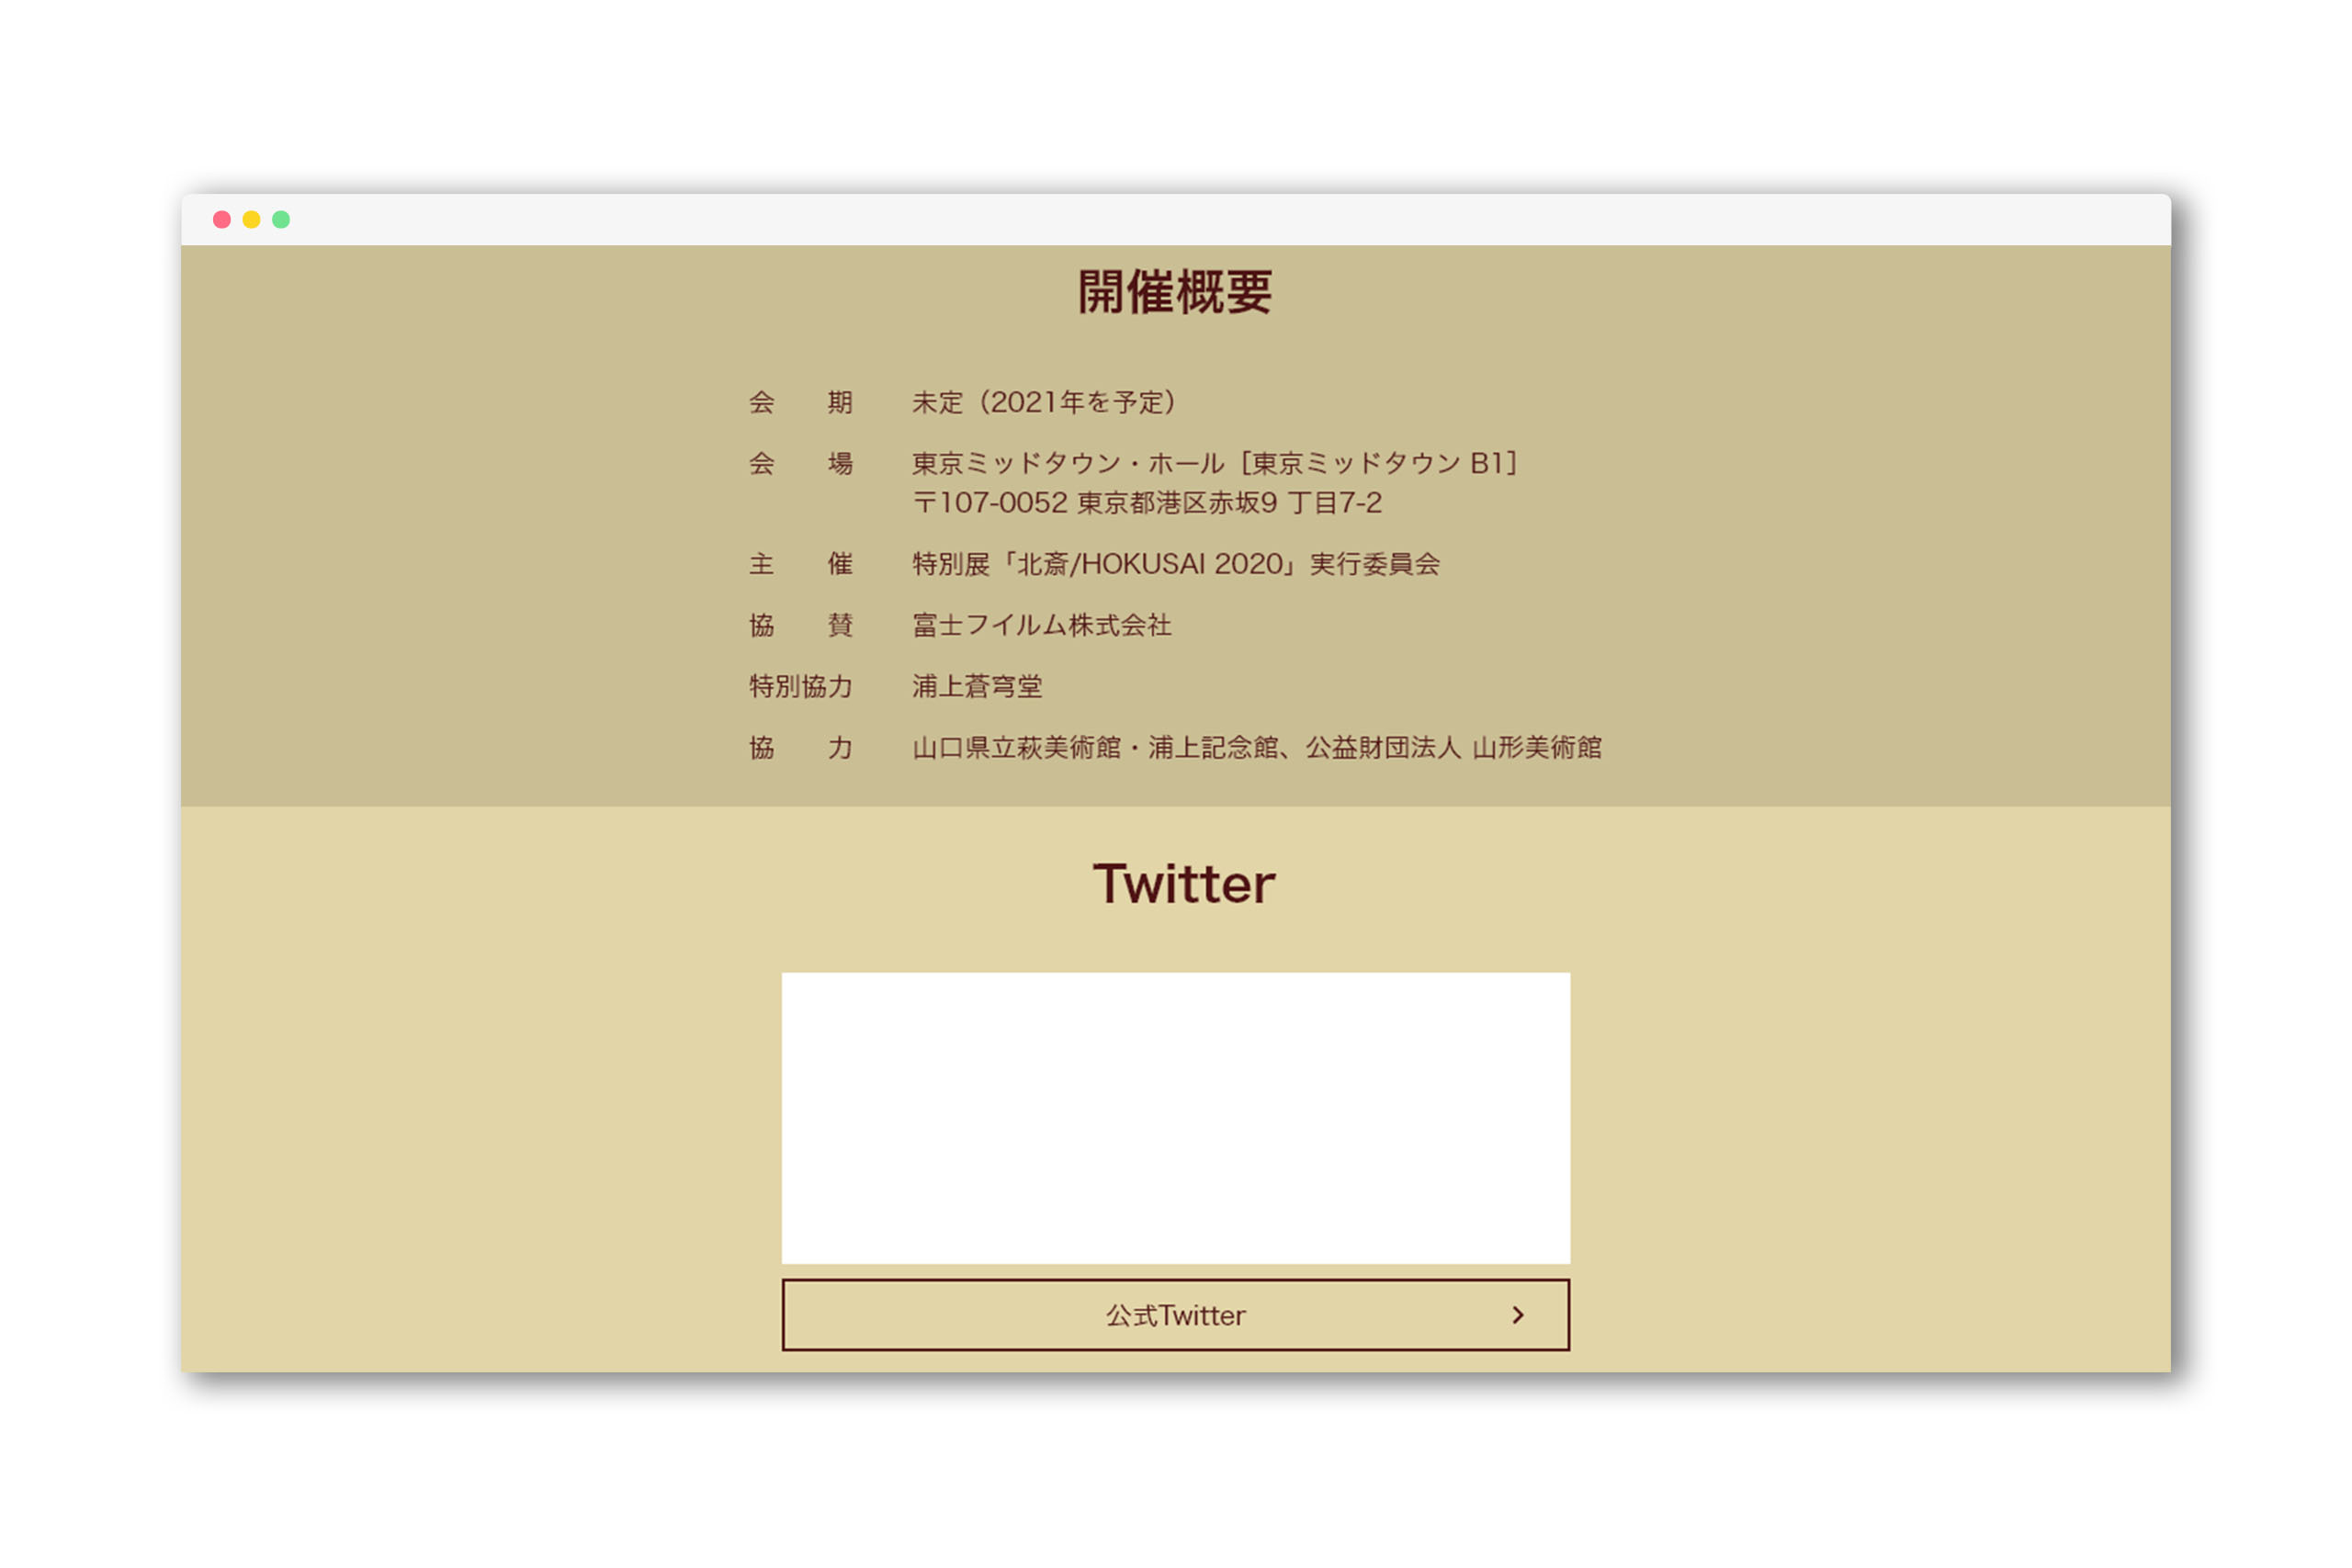 開催概要
会　　期　　未定（2021年を予定）
会　　場　　東京ミッドタウン・ホール［東京ミッドタウン B1］
〒107-0052 東京都港区赤坂9 丁目7-2
主　　催　　特別展「北斎/HOKUSAI 2020」実行委員会
協　　賛　　富士フイルム株式会社
特別協力　　浦上蒼穹堂
協　　力　　山口県立萩美術館・浦上記念館、公益財団法人 山形美術館
Twitter
公式Twitter